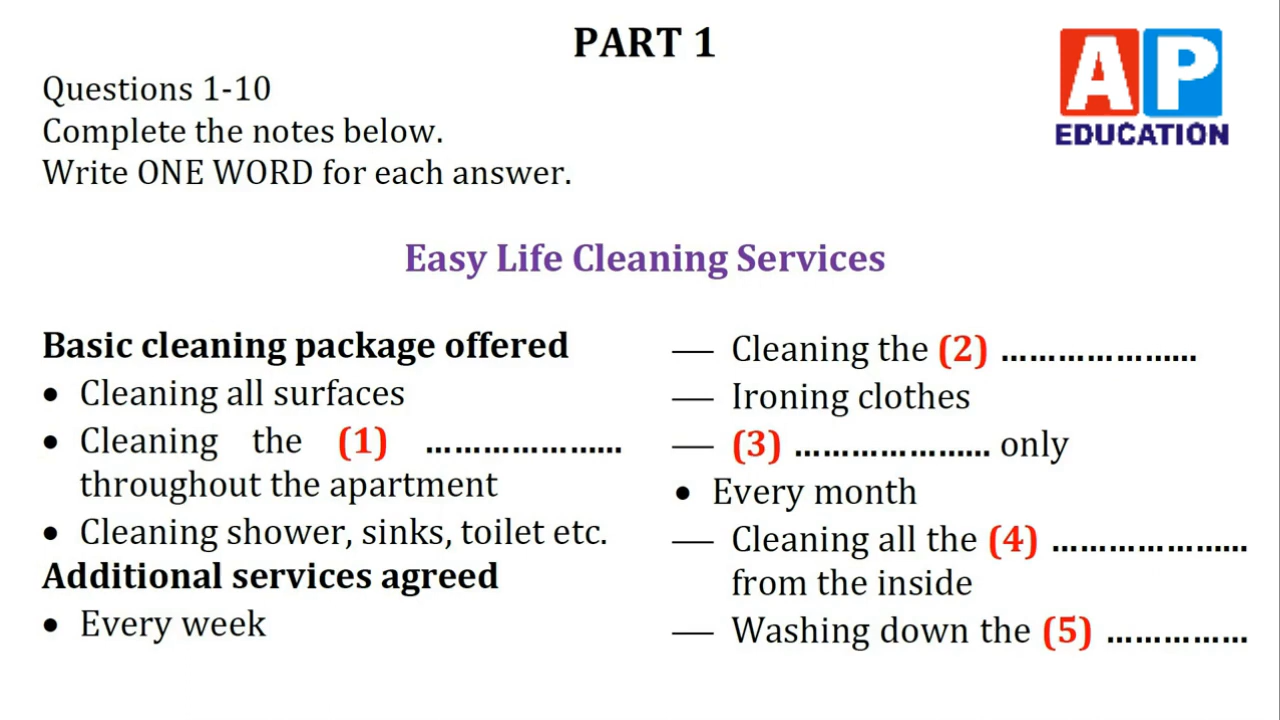 PART 1
AP
EDUCATION
Questions 1-10
Complete the notes below.
Write ONE WORD for each answer.
Easy Life Cleaning Services
Basic cleaning package offered
• Cleaning all surfaces
• Cleaning the (1) .....................
throughout the apartment
• Cleaning shower, sinks, toilet etc.
Additional services agreed
• Every week
— Cleaning the (2) .....................
— Ironing clothes
— (3) ..................... only
• Every month
— Cleaning all the (4) .....................
from the inside
— Washing down the (5) ...............